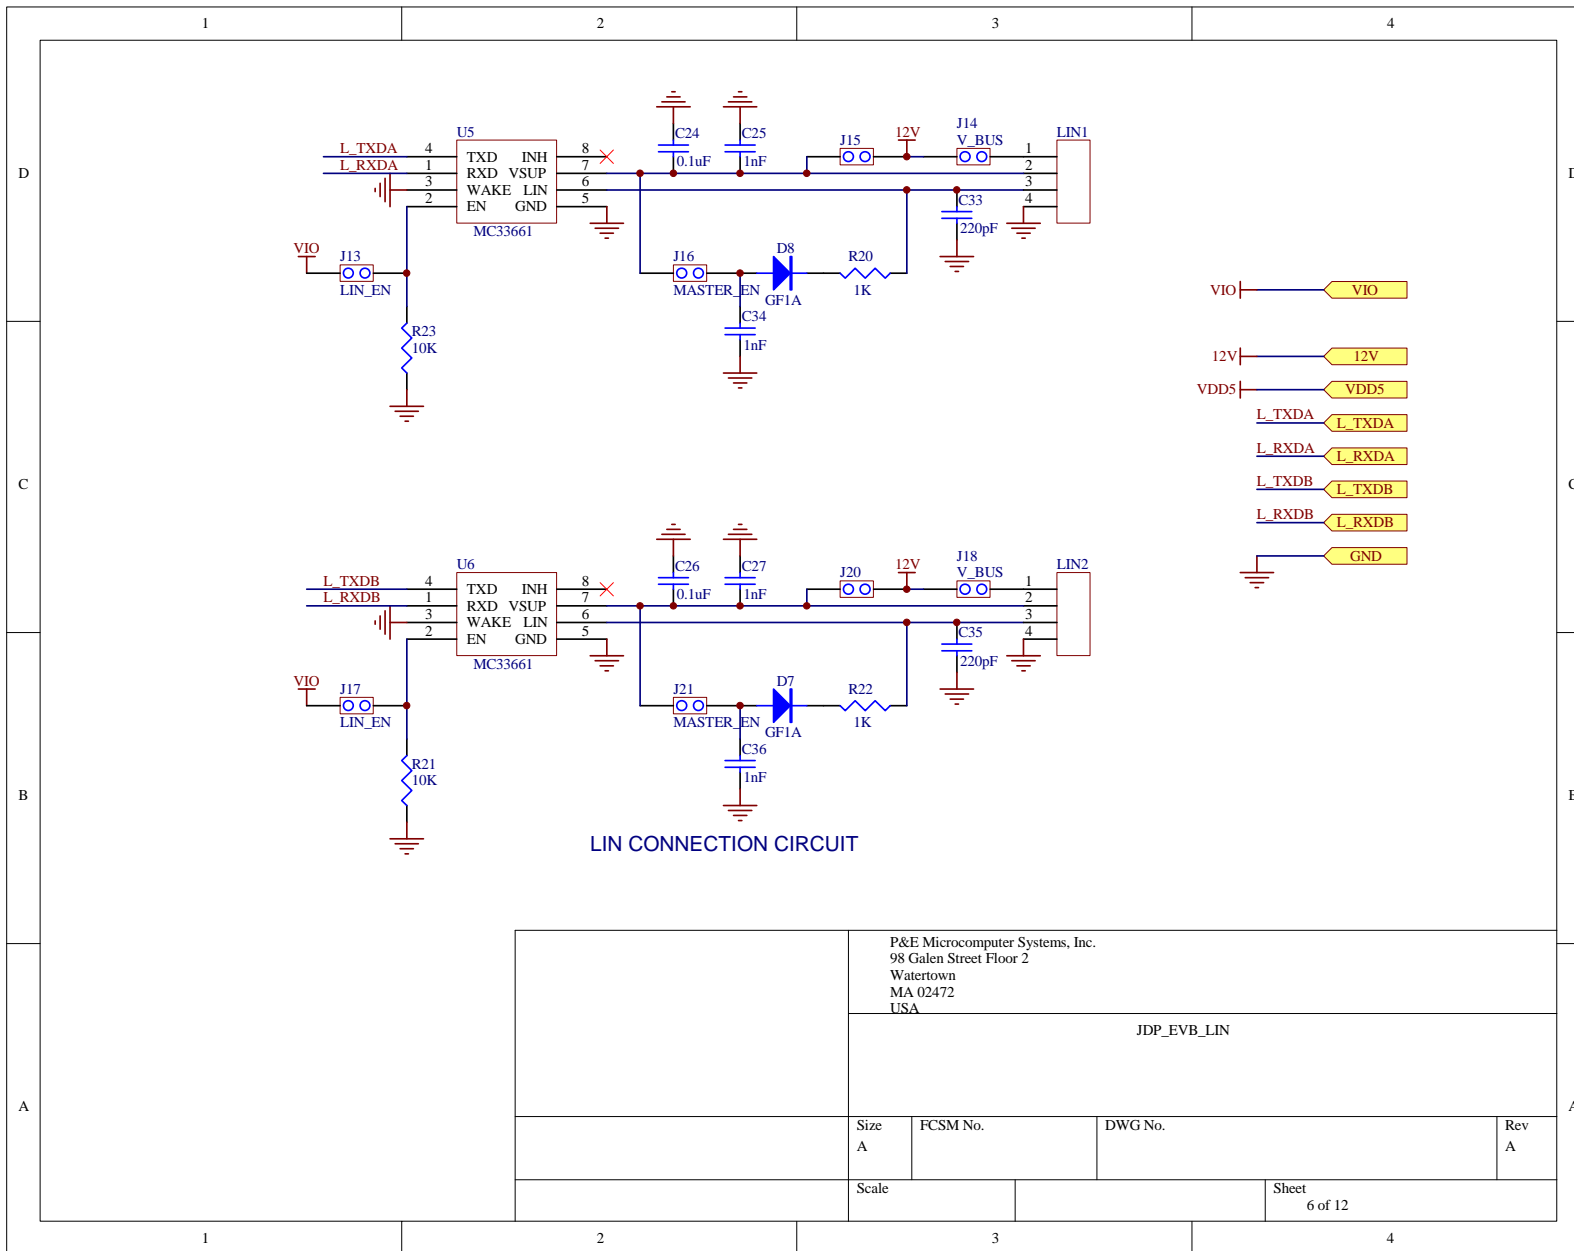 1 2 3 4
D
D
C
C
B
B
A
A
U5
L_TXDA 4 TXD INH 8
L_RXDA 1 RXD VSUP 7
3 WAKE LIN 6
2 EN GND 5
MC33661
C24
0.1uF
C25
1nF
J15
12V
J14
V_BUS
LIN1
1
2
3
4
C33
220pF
VIO
J13
LIN_EN
R23
10K
J16
MASTER_EN
D8
GF1A
R20
1K
C34
1nF
VIO VIO
12V 12V
VDD5 VDD5
L_TXDA L_TXDA
L_RXDA L_RXDA
L_TXDB L_TXDB
L_RXDB L_RXDB
GND
U6
L_TXDB 4 TXD INH 8
L_RXDB 1 RXD VSUP 7
3 WAKE LIN 6
2 EN GND 5
MC33661
C26
0.1uF
C27
1nF
J20
12V
J18
V_BUS
LIN2
1
2
3
4
C35
220pF
VIO
J17
LIN_EN
R21
10K
J21
MASTER_EN
D7
GF1A
R22
1K
C36
1nF
LIN CONNECTION CIRCUIT
P&E Microcomputer Systems, Inc.
98 Galen Street Floor 2
Watertown
MA 02472
USA
JDP_EVB_LIN
Size FCSM No. DWG No. Rev
A A
Scale Sheet
6 of 12
1 2 3 4